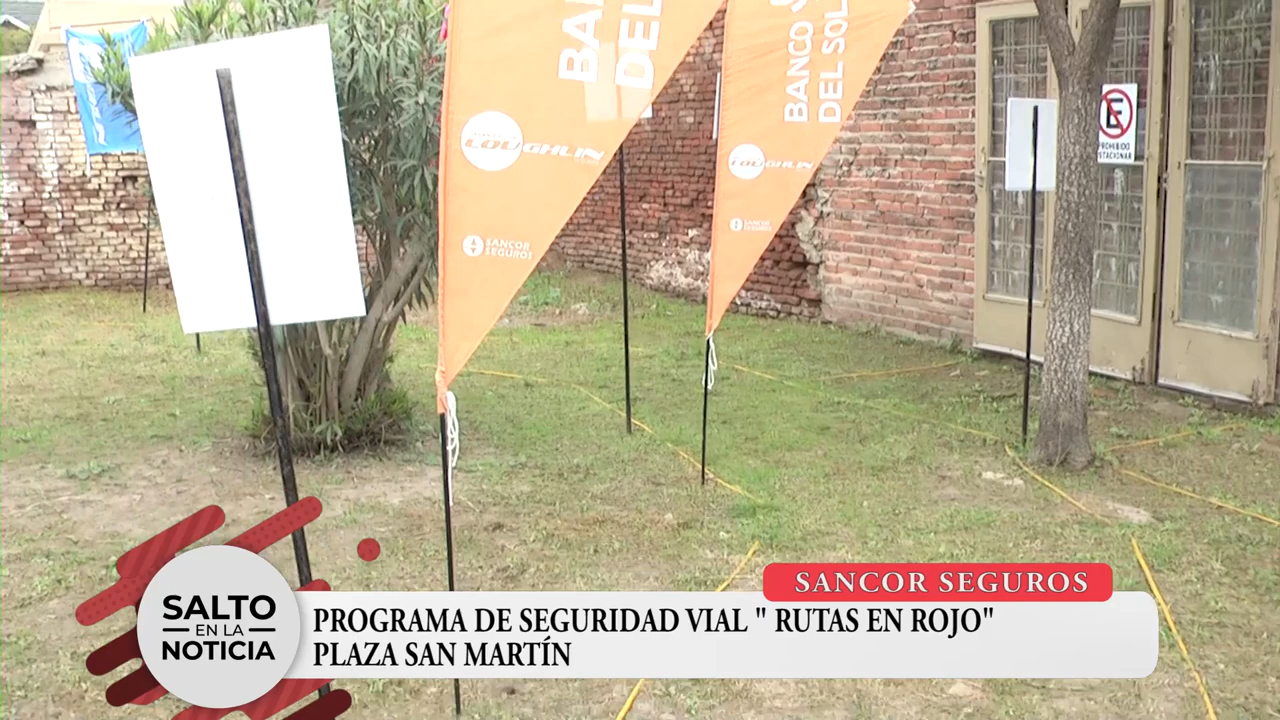 BANCO
DEL SOL
LOUGHLIN
SANCOR
SEGUROS
BANCO
DEL SOL
LOUGHLIN
SANCOR
SEGUROS
E
PROHIBIDO
ESTACIONAR
SANCOR SEGUROS
SALTO
EN LA
NOTICIA
PROGRAMA DE SEGURIDAD VIAL " RUTAS EN ROJO"
PLAZA SAN MARTÍN